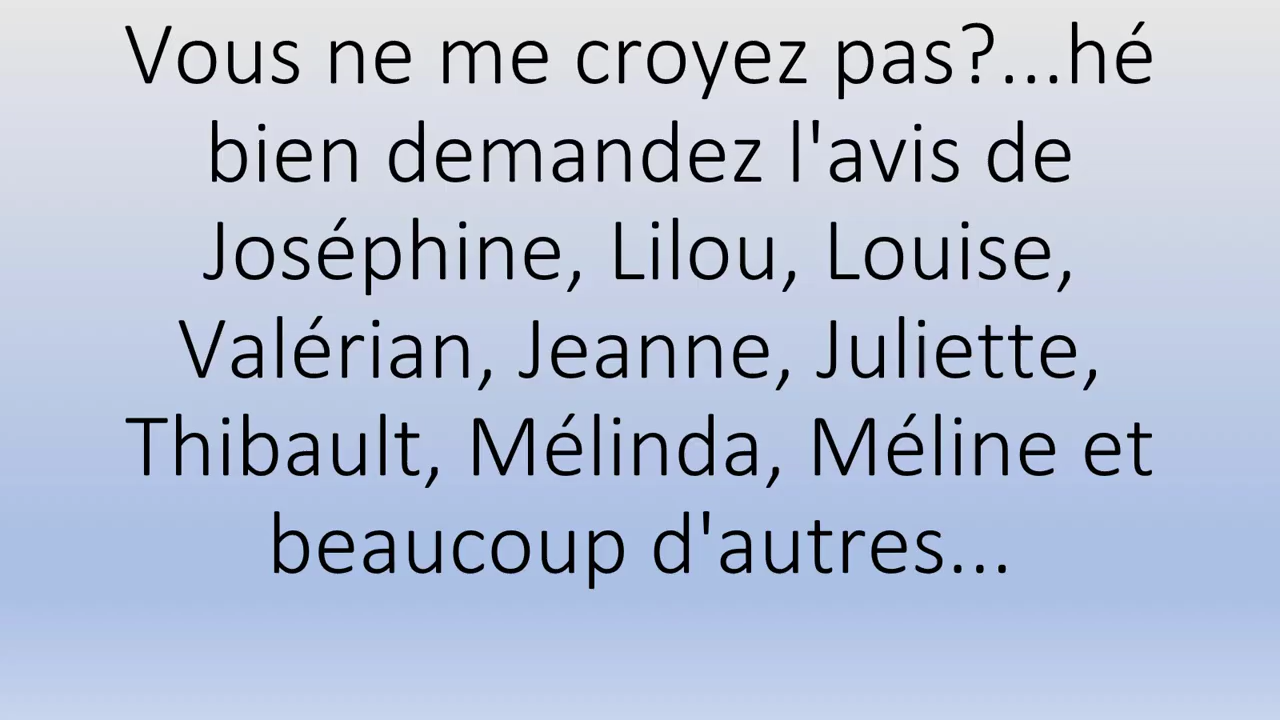 Vous ne me croyez pas?...hé
bien demandez l'avis de
Joséphine, Lilou, Louise,
Valérian, Jeanne, Juliette,
Thibault, Mélinda, Méline et
beaucoup d'autres...